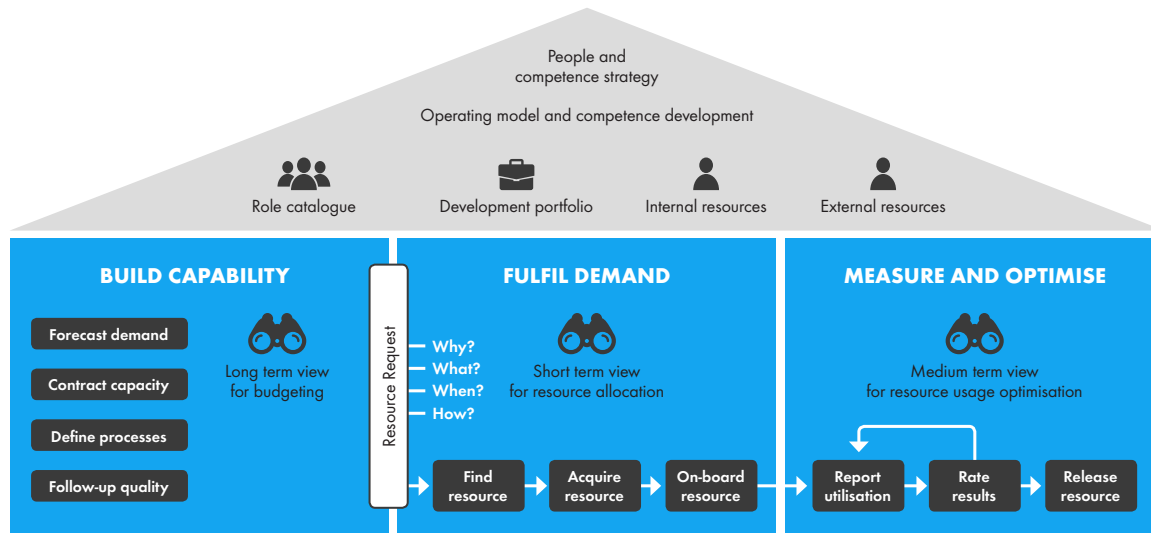 People and
competence strategy
Operating model and competence development
Role catalogue
Development portfolio
Internal resources
External resources
BUILD CAPABILITY
Forecast demand
Contract capacity
Define processes
Follow-up quality
Long term view
for budgeting
Resource Request
FULFIL DEMAND
Why?
What?
When?
How?
Short term view
for resource allocation
Find
resource
Acquire
resource
On-board
resource
MEASURE AND OPTIMISE
Medium term view
for resource usage optimisation
Report
utilisation
Rate
results
Release
resource